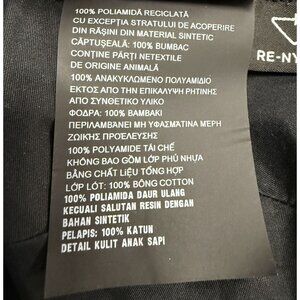 100% POLIAMIDĂ RECICLATĂ
CU EXCEPȚIA STRATULUI DE ACOPERIRE
DIN RĂȘINI DIN MATERIAL SINTETIC
CĂPTUȘEALĂ: 100% BUMBAC
CONȚINE PĂRȚI NETEXTILE
DE ORIGINE ANIMALĂ
100% ΑΝΑΚΥΚΛΩΜΕΝΟ ΠΟΛΥΑΜΙΔΙΟ
ΕΚΤΟΣ ΑΠΟ ΤΗΝ ΕΠΙΚΑΛΥΨΗ ΡΗΤΙΝΗΣ
ΑΠΟ ΣΥΝΘΕΤΙΚΟ ΥΛΙΚΟ
ΦΟΔΡΑ: 100% ΒΑΜΒΑΚΙ
ΠΕΡΙΛΑΜΒΑΝΕΙ ΜΗ ΥΦΑΣΜΑΤΙΝΑ ΜΕΡΗ
ΖΩΙΚΗΣ ΠΡΟΕΛΕΥΣΗΣ
100% POLYAMIDE TÁI CHẾ
KHÔNG BAO GỒM LỚP PHỦ NHỰA
BẰNG CHẤT LIỆU TỔNG HỢP
LỚP LÓT: 100% BÔNG COTTON
100% POLIAMIDA DAUR ULANG
KECUALI SALUTAN RESIN DENGAN
BAHAN SINTETIK
PELAPIS: 100% KATUN
DETAIL KULIT ANAK SAPI
RE-NY